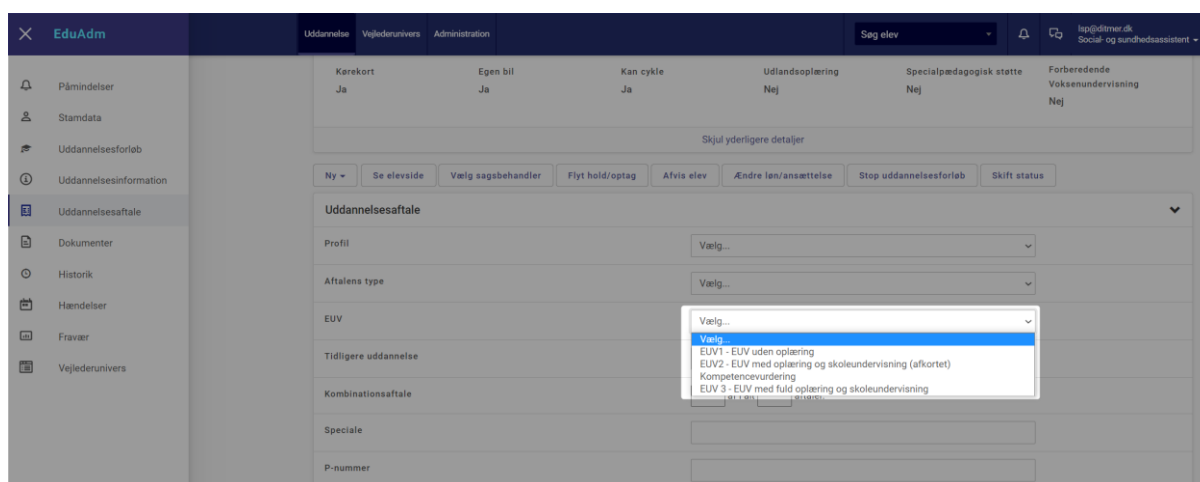 EduAdm
Uddannelse Vejlederunivers Administration
Søg elev
lsp@ditmer.dk
Social- og sundhedsassistent
Påmindelser
Stamdata
Uddannelsesforløb
Uddannelsesinformation
Uddannelsesaftale
Dokumenter
Historik
Hændelser
Fravær
Vejlederunivers
Kørekort Egen bil Kan cykle Udlandsoplæring Specialpædagogisk støtte Forberedende Voksenundervisning
Ja Ja Ja Nej Nej Nej
Skjul yderligere detaljer
Ny Se elevside Vælg sagsbehandler Flyt hold/optag Afvis elev Ændre løn/ansættelse Stop uddannelsesforløb Skift status
Uddannelsesaftale
Profil Vælg...
Aftalens type Vælg...
EUV Vælg...
Vælg...
EUV1 - EUV uden oplæring
EUV2 - EUV med oplæring og skoleundervisning (afkortet)
Kompetencevurdering
EUV 3 - EUV med fuld oplæring og skoleundervisning
Tidligere uddannelse
Kombinationsaftale
Speciale
P-nummer